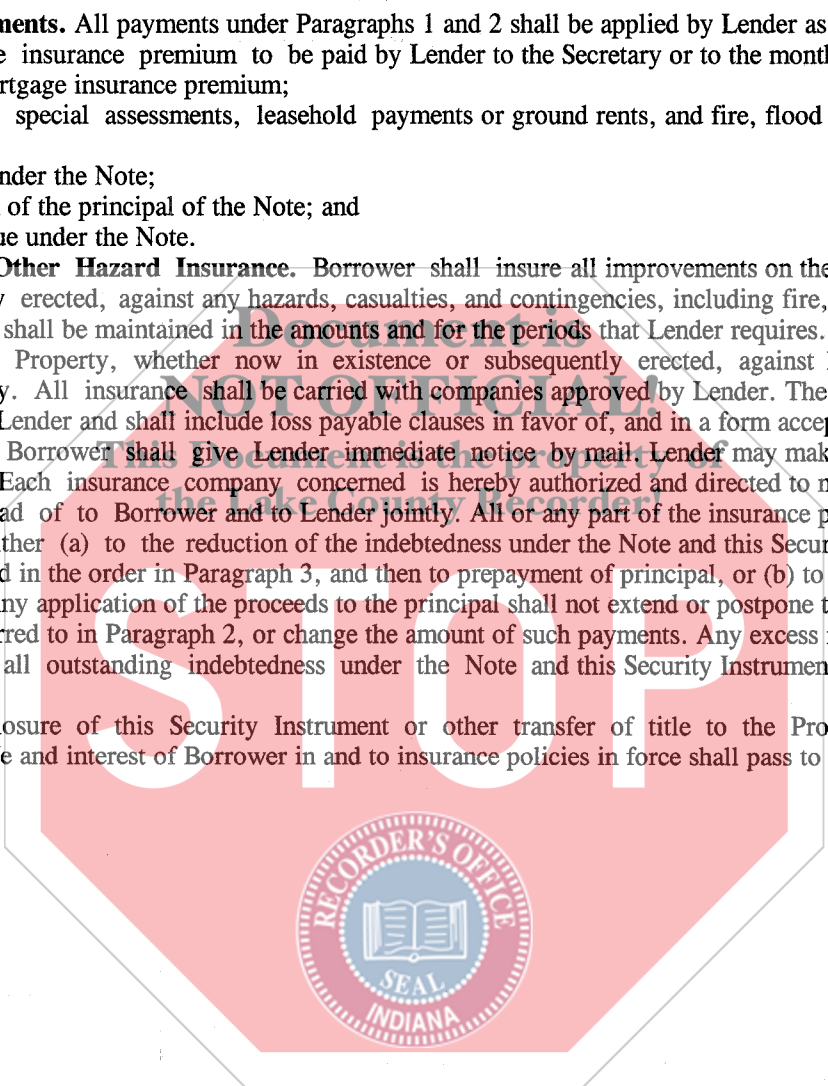 ments. All payments under Paragraphs 1 and 2 shall be applied by Lender as
e insurance premium to be paid by Lender to the Secretary or to the month
rtgage insurance premium;
special assessments, leasehold payments or ground rents, and fire, flood
nder the Note;
of the principal of the Note; and
ue under the Note.
Other Hazard Insurance. Borrower shall insure all improvements on the
y erected, against any hazards, casualties, and contingencies, including fire,
shall be maintained in the amounts and for the periods that Lender requires.
Property, whether now in existence or subsequently erected, against
y. All insurance shall be carried with companies approved by Lender. The
Lender and shall include loss payable clauses in favor of, and in a form accep
Borrower shall give Lender immediate notice by mail. Lender may mak
Each insurance company concerned is hereby authorized and directed to m
ad of to Borrower and to Lender jointly. All or any part of the insurance p
ther (a) to the reduction of the indebtedness under the Note and this Secur
d in the order in Paragraph 3, and then to prepayment of principal, or (b) to
ny application of the proceeds to the principal shall not extend or postpone t
rred to in Paragraph 2, or change the amount of such payments. Any excess
all outstanding indebtedness under the Note and this Security Instrumen
osure of this Security Instrument or other transfer of title to the Pro
e and interest of Borrower in and to insurance policies in force shall pass to
Document is
NOT OFFICIAL!
This Document is the property of
the Lake County Recorder!
STOP
RECORDER'S OFFICE
SEAL
INDIANA